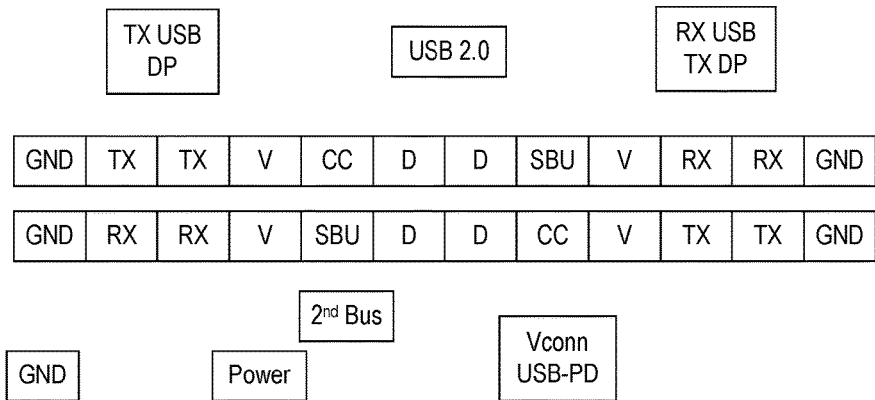 TX USB
DP
USB 2.0
RX USB
TX DP
GND TX TX V CC D D SBU V RX RX GND
GND RX RX V SBU D D CC V TX TX GND
2nd Bus
Vconn
USB-PD
GND
Power